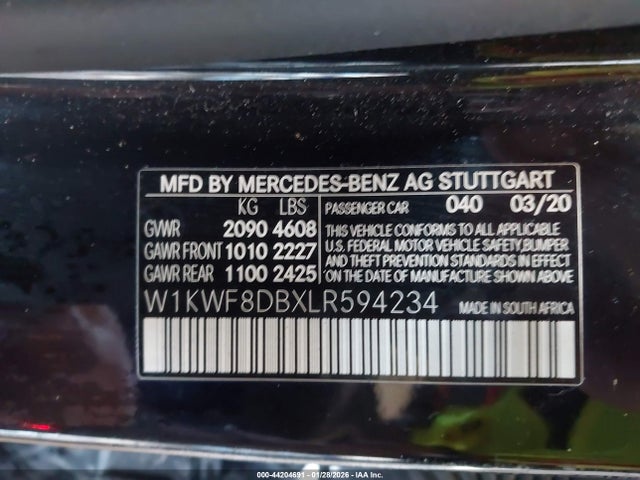 MFD BY MERCEDES-BENZ AG STUTTGART
KG LBS
GVWR 2090 4608
GAWR FRONT 1010 2227
GAWR REAR 1100 2425
PASSENGER CAR 040 03/20
THIS VEHICLE CONFORMS TO ALL APPLICABLE
U.S. FEDERAL MOTOR VEHICLE SAFETY, BUMPER
AND THEFT PREVENTION STANDARDS IN EFFECT
ON THE DATE OF MANUFACTURE SHOWN ABOVE
W1KWF8DBXLR594234 MADE IN SOUTH AFRICA
000-44204691 - 01/28/2026 - IAA Inc.